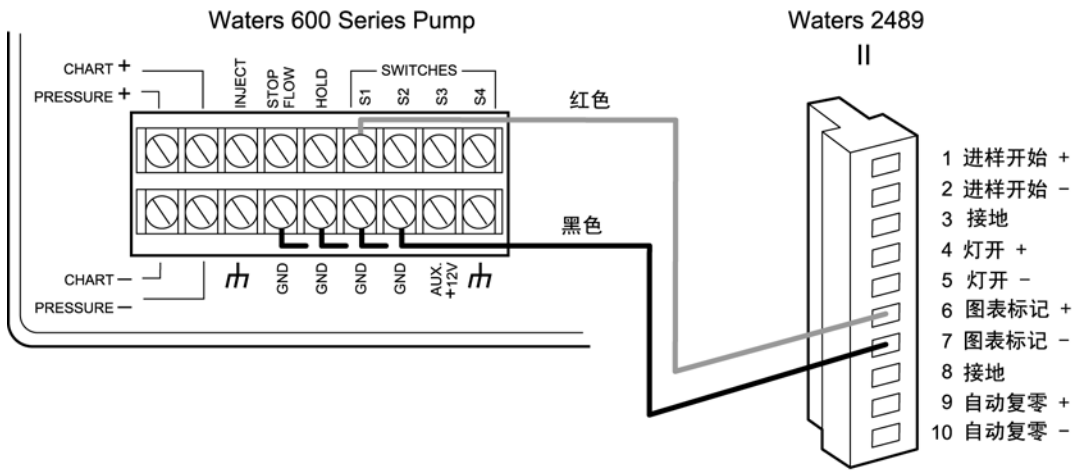 Waters 600 Series Pump
Waters 2489
II
CHART +
PRESSURE +
INJECT
STOP
FLOW
HOLD
SWITCHES
S1
S2
S3
S4
红色
黑色
CHART –
PRESSURE –
GND
GND
GND
GND
AUX.
+12V
1 进样开始 +
2 进样开始 –
3 接地
4 灯开 +
5 灯开 –
6 图表标记 +
7 图表标记 –
8 接地
9 自动复零 +
10 自动复零 –